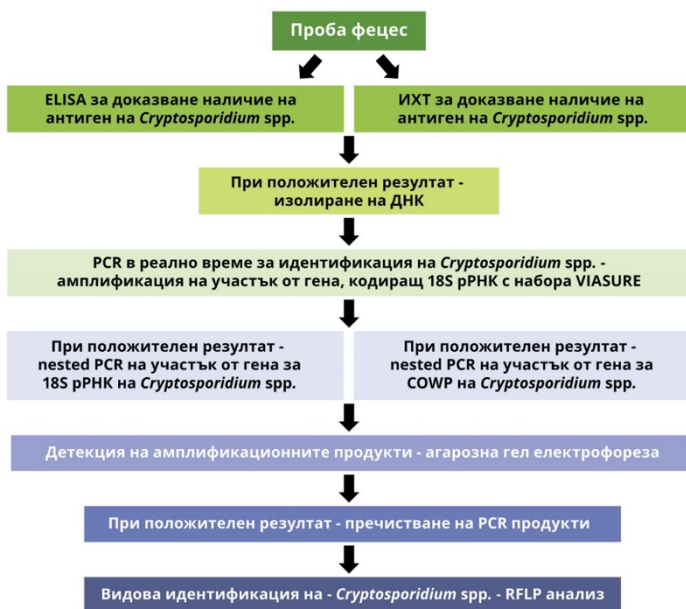 Проба фецес
ELISA за доказване наличие на
антиген на Cryptosporidium spp.
ИХТ за доказване наличие на
антиген на Cryptosporidium spp.
При положителен резултат -
изолиране на ДНК
PCR в реално време за идентификация на Cryptosporidium spp. -
амплификация на участък от гена, кодиращ 18S рРНК с набора VIASURE
При положителен резултат -
nested PCR на участък от гена за
18S рРНК на Cryptosporidium spp.
При положителен резултат -
nested PCR на участък от гена за
COWP на Cryptosporidium spp.
Детекция на амплификационните продукти - агарозна гел електрофореза
При положителен резултат - пречистване на PCR продукти
Видова идентификация на - Cryptosporidium spp. - RFLP анализ